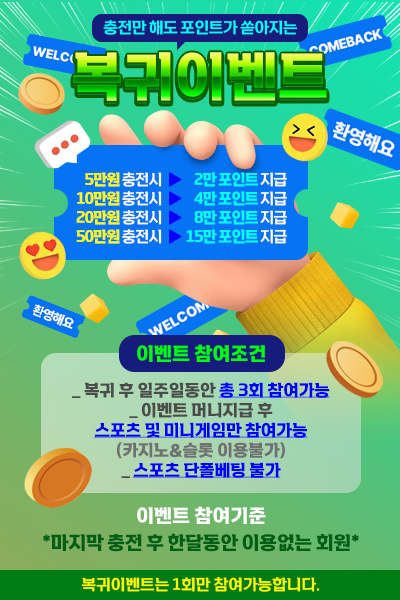 충전만 해도 포인트가 쏟아지는
COMEBACK
복귀이벤트
환영해요
5만원 충전시 ▶ 2만 포인트 지급
10만원 충전시 ▶ 4만 포인트 지급
20만원 충전시 ▶ 8만 포인트 지급
50만원 충전시 ▶ 15만 포인트 지급
환영해요
WELCOM
이벤트 참여조건
_ 복귀 후 일주일동안 총 3회 참여가능
_ 이벤트 머니지급 후
스포츠 및 미니게임만 참여가능
(카지노&슬롯 이용불가)
_ 스포츠 단폴베팅 불가
이벤트 참여기준
*마지막 충전 후 한달동안 이용없는 회원*
복귀이벤트는 1회만 참여가능합니다.